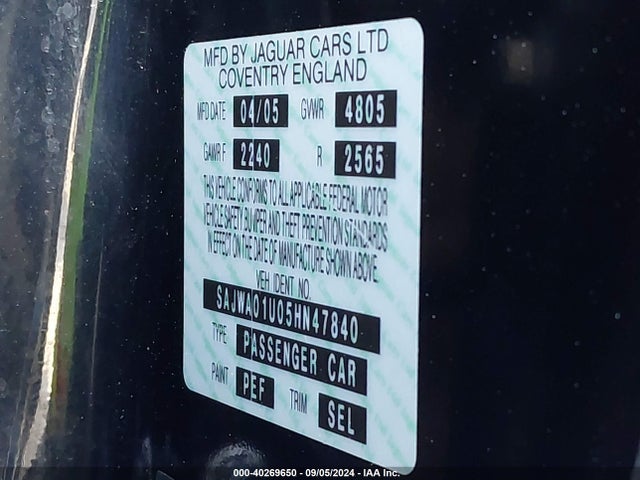 MFD BY JAGUAR CARS LTD
COVENTRY ENGLAND
MFD DATE 04/05 GVWR 4805
GAWR F 2240 R 2565
THIS VEHICLE CONFORMS TO ALL APPLICABLE FEDERAL MOTOR
VEHICLE SAFETY BUMPER AND THEFT PREVENTION STANDARDS
IN EFFECT ON THE DATE OF MANUFACTURE SHOWN ABOVE.
VEH IDENT NO.
SAJWA01U05HN47840
TYPE PASSENGER CAR
PAINT PEF TRIM SEL
000-40269650 - 09/05/2024 - IAA Inc.